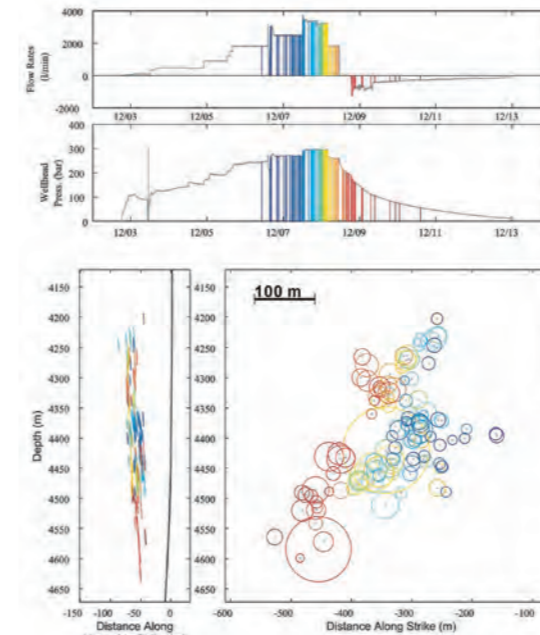 4000
2000
0
-2000
Flow Rates
(l/min)
12/03 12/05 12/07 12/09 12/11 12/13
400
300
200
100
0
Wellhead
Press. (bar)
12/03 12/05 12/07 12/09 12/11 12/13
4150
4200
4250
4300
4350
4400
4450
4500
4550
4600
4650
Depth (m)
-150 -100 -50 0
Distance Along
100 m
4150
4200
4250
4300
4350
4400
4450
4500
4550
4600
4650
-600 -500 -400 -300 -200 -100
Distance Along Strike (m)